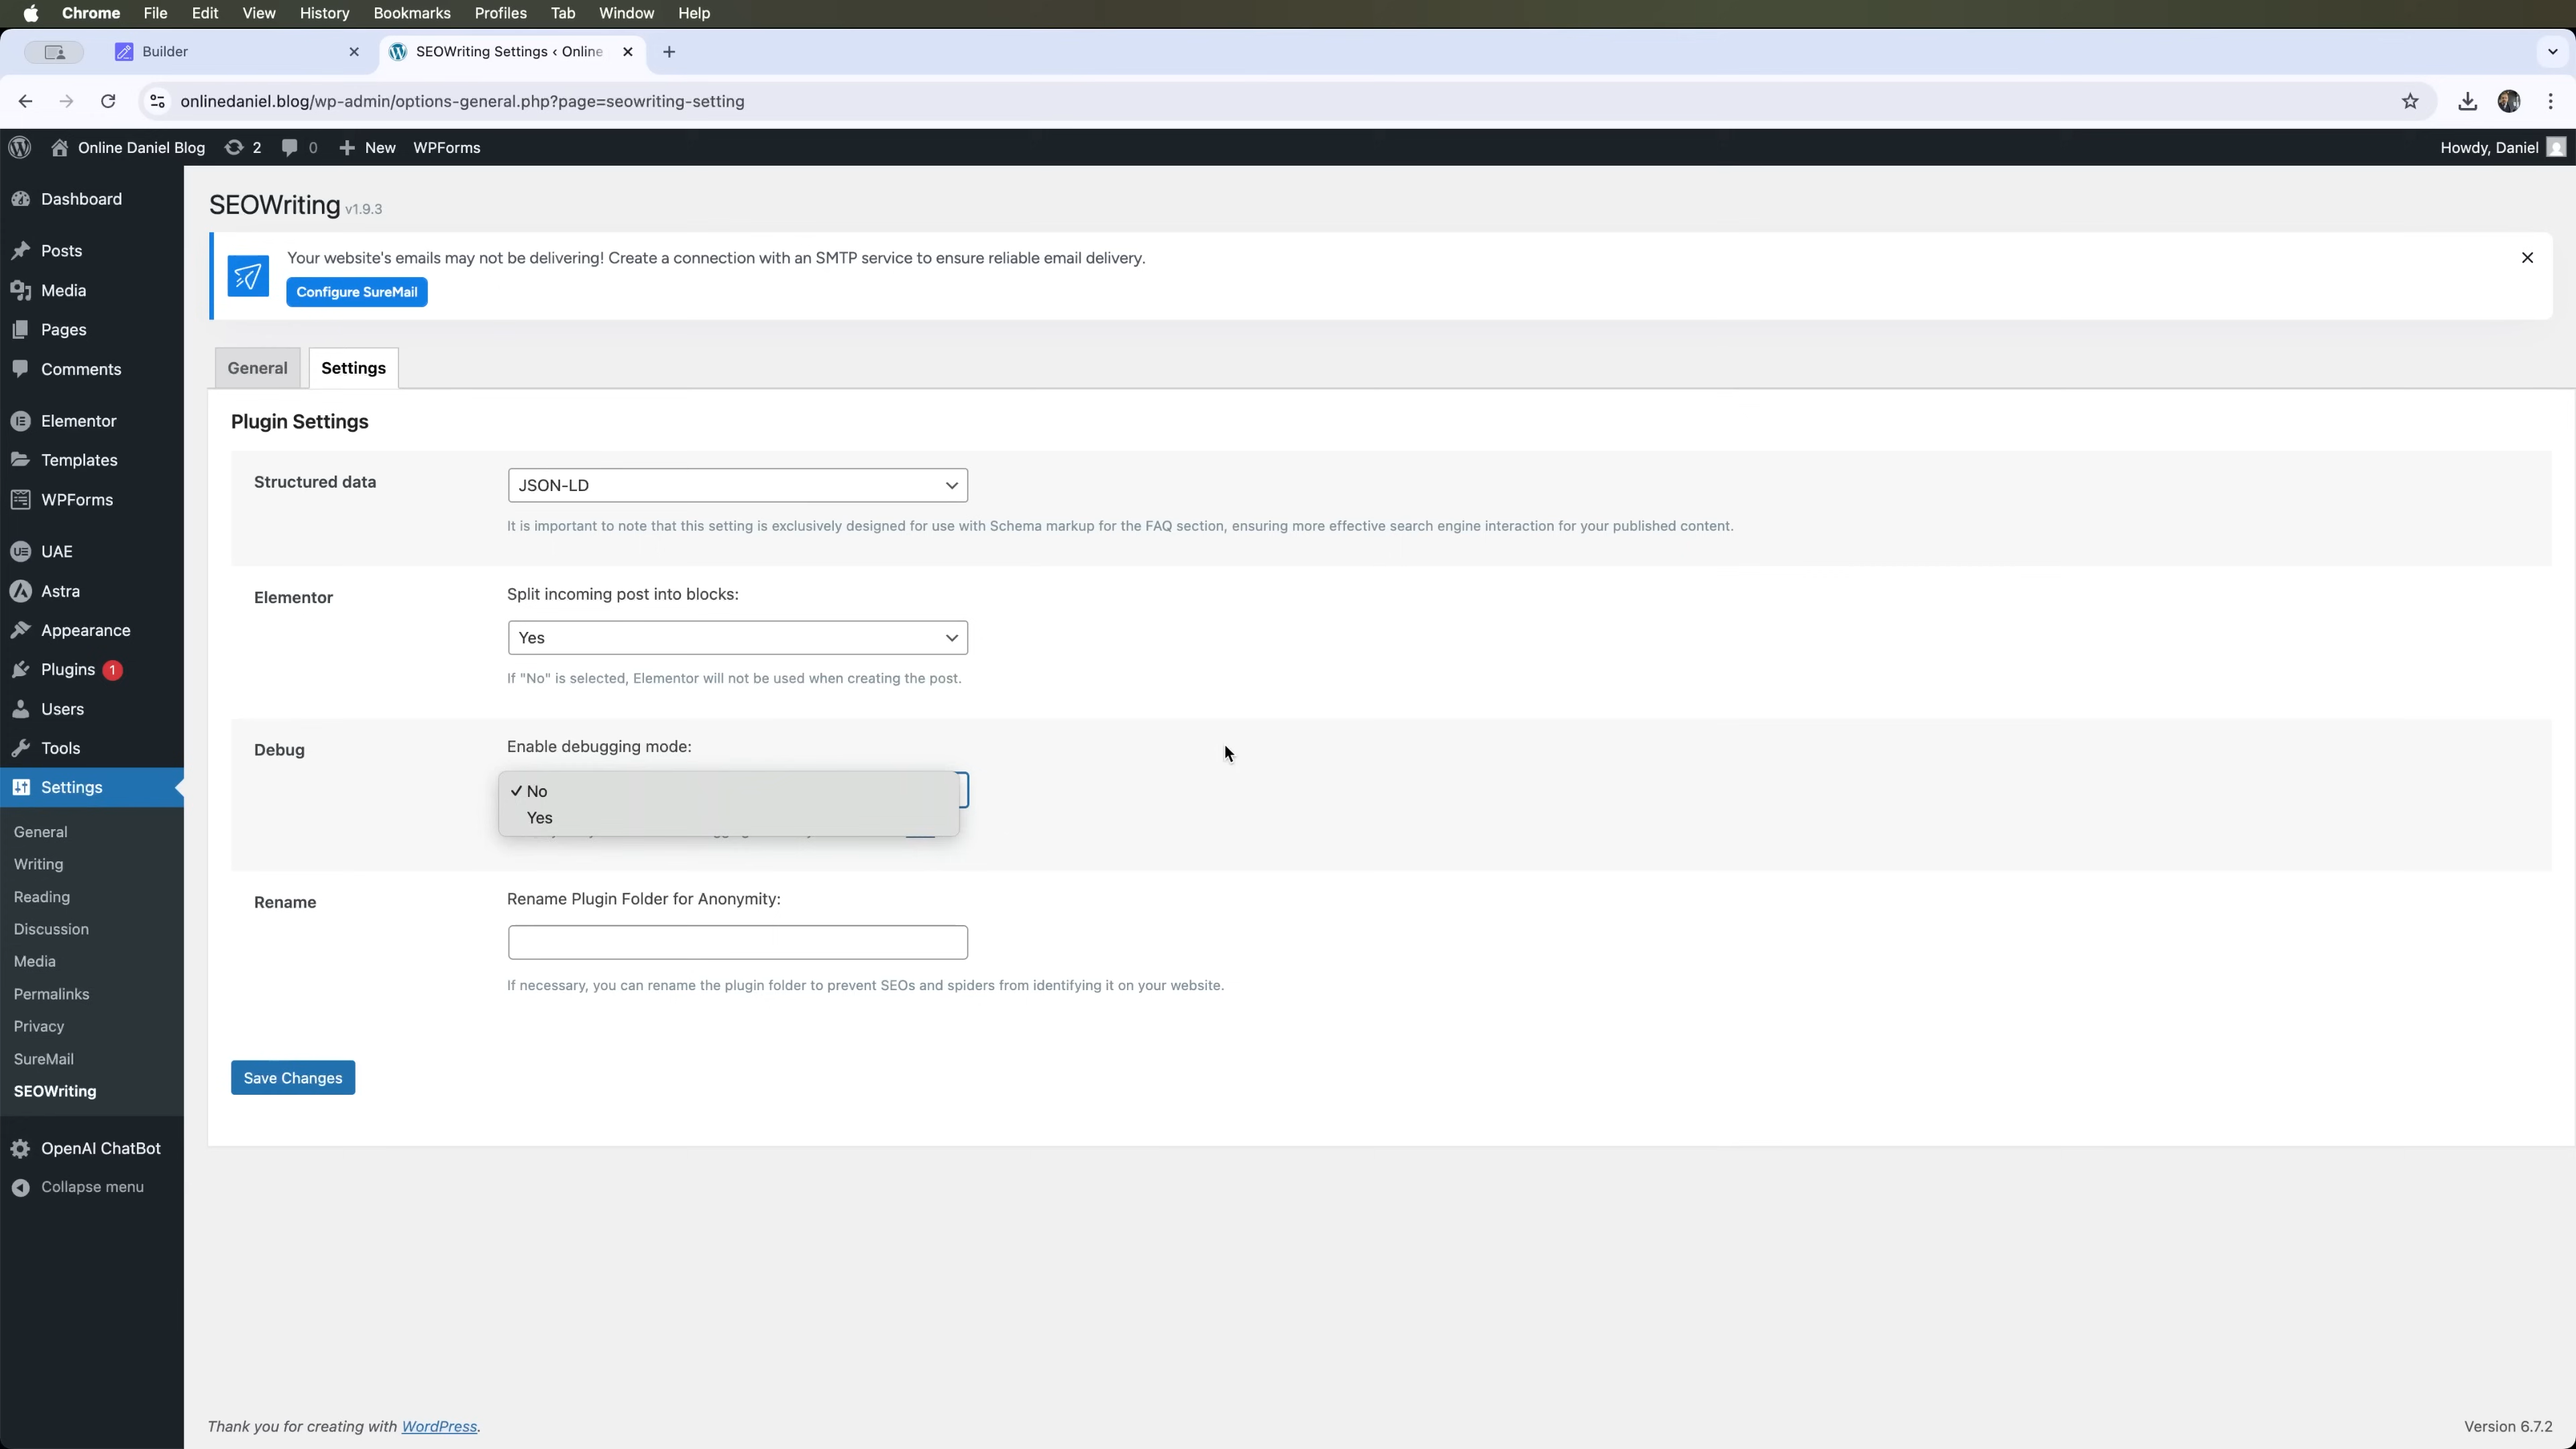 Chrome File Edit View History Bookmarks Profiles Tab Window Help
Builder
SEOWriting Settings ‹ Online
onlinedaniel.blog/wp-admin/options-general.php?page=seowriting-setting
Online Daniel Blog 2 0 New WPForms
Howdy, Daniel
Dashboard
Posts
Media
Pages
Comments
Elementor
Templates
WPForms
UAE
Astra
Appearance
Plugins 1
Users
Tools
Settings
General
Writing
Reading
Discussion
Media
Permalinks
Privacy
SureMail
SEOWriting
OpenAI ChatBot
Collapse menu
SEOWriting v1.9.3
Your website's emails may not be delivering! Create a connection with an SMTP service to ensure reliable email delivery.
Configure SureMail
General Settings
Plugin Settings
Structured data
JSON-LD
It is important to note that this setting is exclusively designed for use with Schema markup for the FAQ section, ensuring more effective search engine interaction for your published content.
Elementor
Split incoming post into blocks:
Yes
If "No" is selected, Elementor will not be used when creating the post.
Debug
Enable debugging mode:
✓ No
Yes
Rename
Rename Plugin Folder for Anonymity:
If necessary, you can rename the plugin folder to prevent SEOs and spiders from identifying it on your website.
Save Changes
Thank you for creating with WordPress.
Version 6.7.2